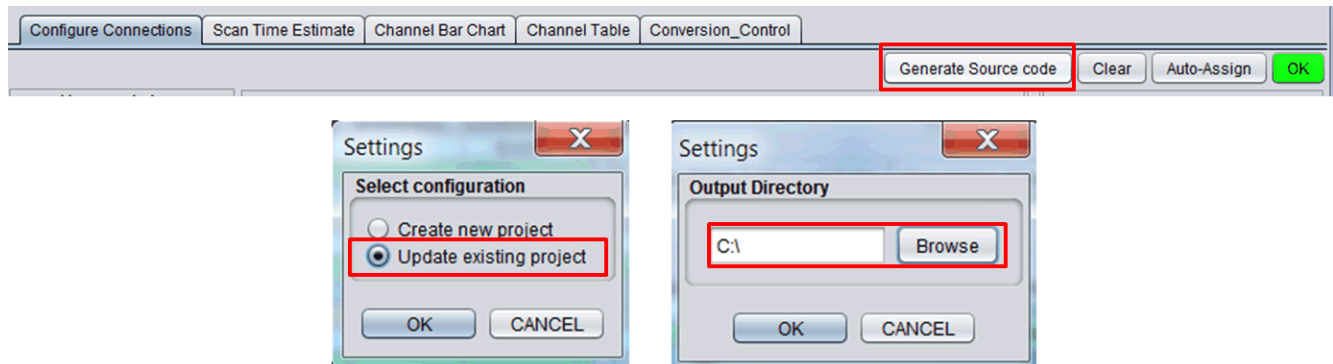 Configure Connections Scan Time Estimate Channel Bar Chart Channel Table Conversion_Control
Generate Source code Clear Auto-Assign OK
Settings X
Select configuration
Create new project
Update existing project
OK CANCEL
Settings X
Output Directory
C:\ Browse
OK CANCEL